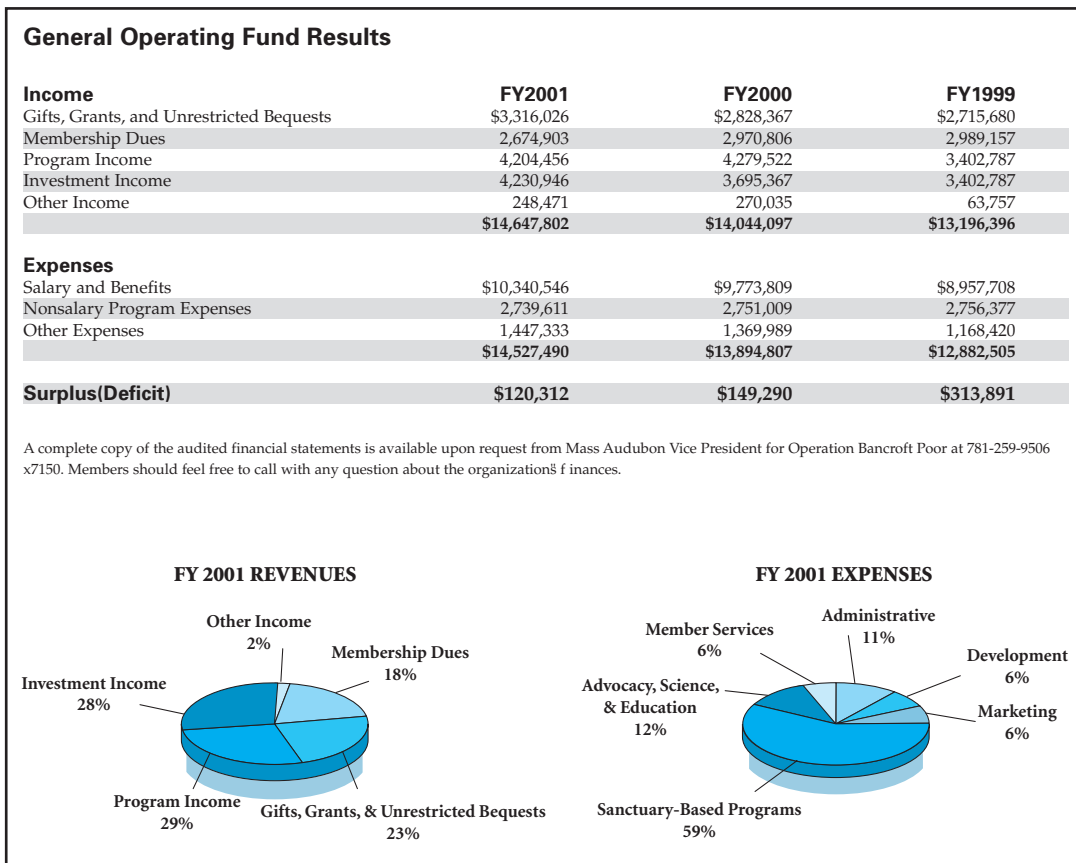 General Operating Fund Results
Income FY2001 FY2000 FY1999
Gifts, Grants, and Unrestricted Bequests $3,316,026 $2,828,367 $2,715,680
Membership Dues 2,674,903 2,970,806 2,989,157
Program Income 4,204,456 4,279,522 3,402,787
Investment Income 4,230,946 3,695,367 3,402,787
Other Income 248,471 270,035 63,757
$14,647,802 $14,044,097 $13,196,396
Expenses
Salary and Benefits $10,340,546 $9,773,809 $8,957,708
Nonsalary Program Expenses 2,739,611 2,751,009 2,756,377
Other Expenses 1,447,333 1,369,989 1,168,420
$14,527,490 $13,894,807 $12,882,505
Surplus(Deficit) $120,312 $149,290 $313,891
A complete copy of the audited financial statements is available upon request from Mass Audubon Vice President for Operation Bancroft Poor at 781-259-9506
x7150. Members should feel free to call with any question about the organization's f inances.
FY 2001 REVENUES
Other Income
2%
Membership Dues
18%
Investment Income
28%
Program Income
29%
Gifts, Grants, & Unrestricted Bequests
23%
FY 2001 EXPENSES
Administrative
11%
Member Services
6%
Development
6%
Advocacy, Science,
& Education
12%
Marketing
6%
Sanctuary-Based Programs
59%